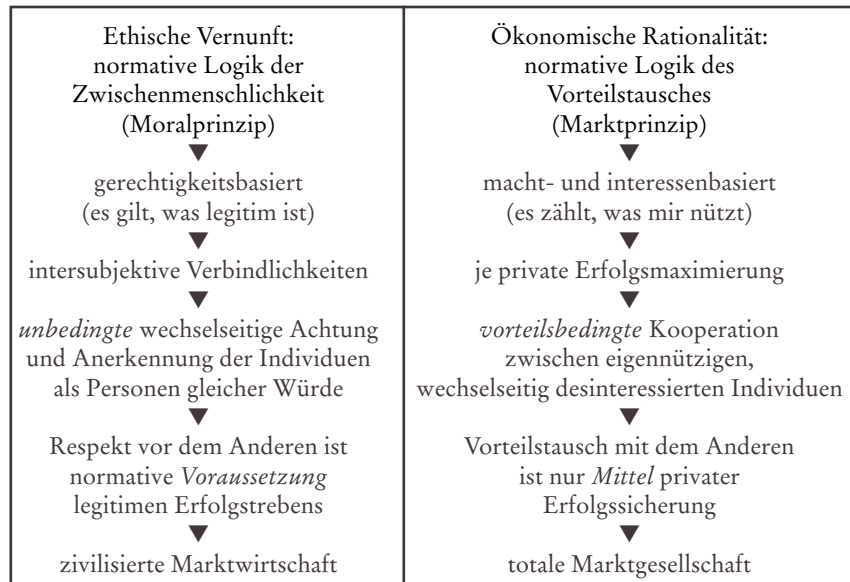 Ethische Vernunft:
normative Logik der
Zwischenmenschlichkeit
(Moralprinzip)
gerechtigkeitsbasiert
(es gilt, was legitim ist)
intersubjektive Verbindlichkeiten
unbedingte wechselseitige Achtung
und Anerkennung der Individuen
als Personen gleicher Würde
Respekt vor dem Anderen ist
normative Voraussetzung
legitimen Erfolgstrebens
zivilisierte Marktwirtschaft
Ökonomische Rationalität:
normative Logik des
Vorteilstausches
(Marktprinzip)
macht- und interessenbasiert
(es zählt, was mir nützt)
je private Erfolgsmaximierung
vorteilsbedingte Kooperation
zwischen eigennützigen,
wechselseitig desinteressierten Individuen
Vorteilstausch mit dem Anderen
ist nur Mittel privater
Erfolgssicherung
totale Marktgesellschaft